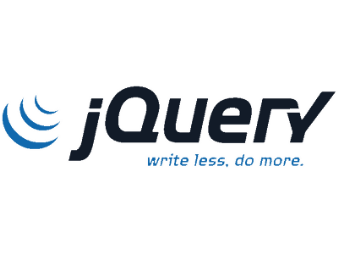 jQuery
write less, do more.